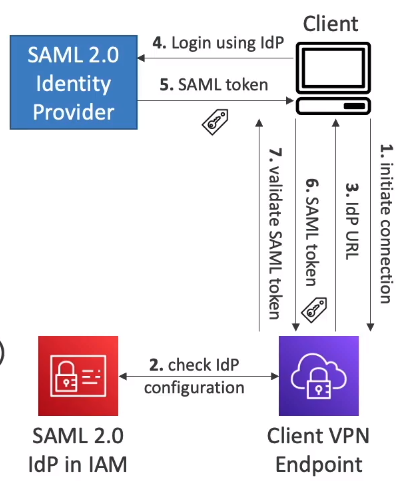 Client
SAML 2.0
Identity
Provider
4. Login using IdP
5. SAML token
1. initiate connection
3. IdP URL
6. SAML token
7. validate SAML token
)
2. check IdP
configuration
SAML 2.0
IdP in IAM
Client VPN
Endpoint